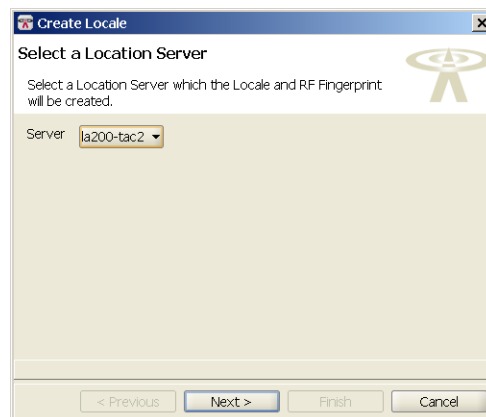 Create Locale
Select a Location Server
Select a Location Server which the Locale and RF Fingerprint
will be created.
Server la200-tac2
< Previous Next > Finish Cancel